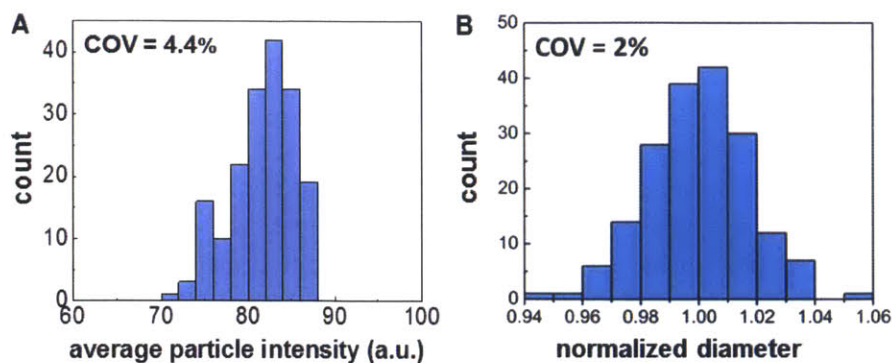 A
COV = 4.4%
40
30
20
10
0
count
60 70 80 90 100
average particle intensity (a.u.)
B
COV = 2%
50
40
30
20
10
0
count
0.94 0.96 0.98 1.00 1.02 1.04 1.06
normalized diameter